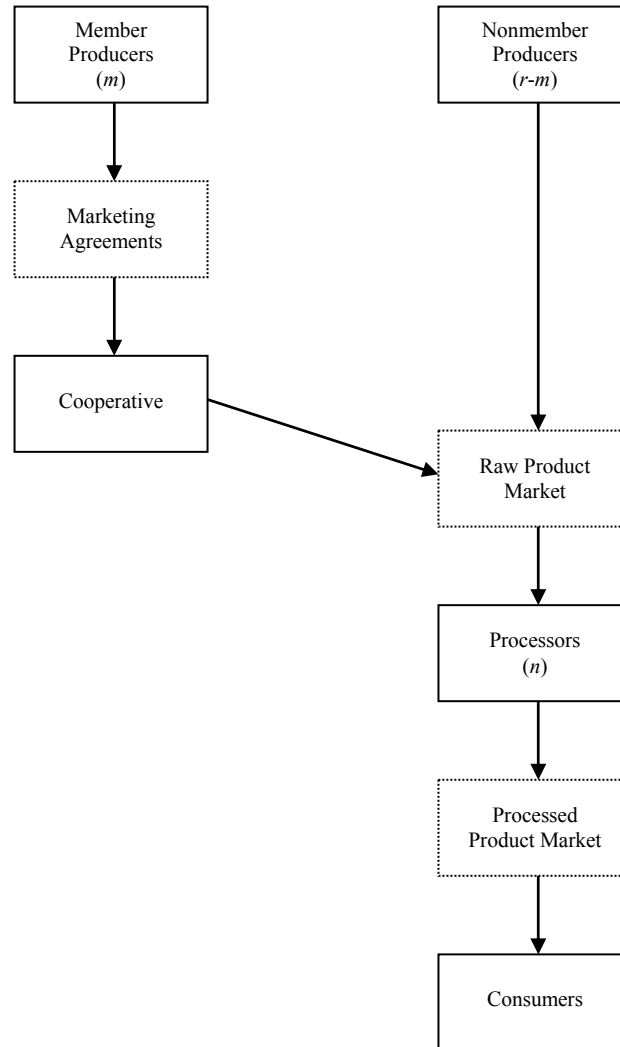 Member
Producers
(m)
Nonmember
Producers
(r-m)
Marketing
Agreements
Cooperative
Raw Product
Market
Processors
(n)
Processed
Product Market
Consumers